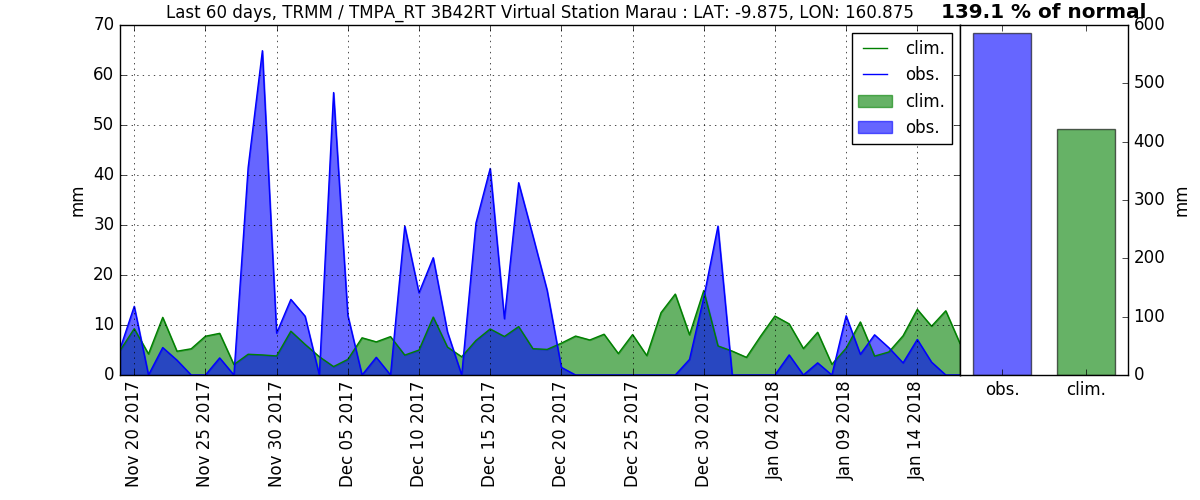 Last 60 days, TRMM / TMPA_RT 3B42RT Virtual Station Marau : LAT: -9.875, LON: 160.875
139.1 % of normal
70
60
50
40
30
20
10
0
mm
clim.
obs.
clim.
obs.
Nov 20 2017
Nov 25 2017
Nov 30 2017
Dec 05 2017
Dec 10 2017
Dec 15 2017
Dec 20 2017
Dec 25 2017
Dec 30 2017
Jan 04 2018
Jan 09 2018
Jan 14 2018
600
500
400
300
200
100
0
mm
obs.
clim.